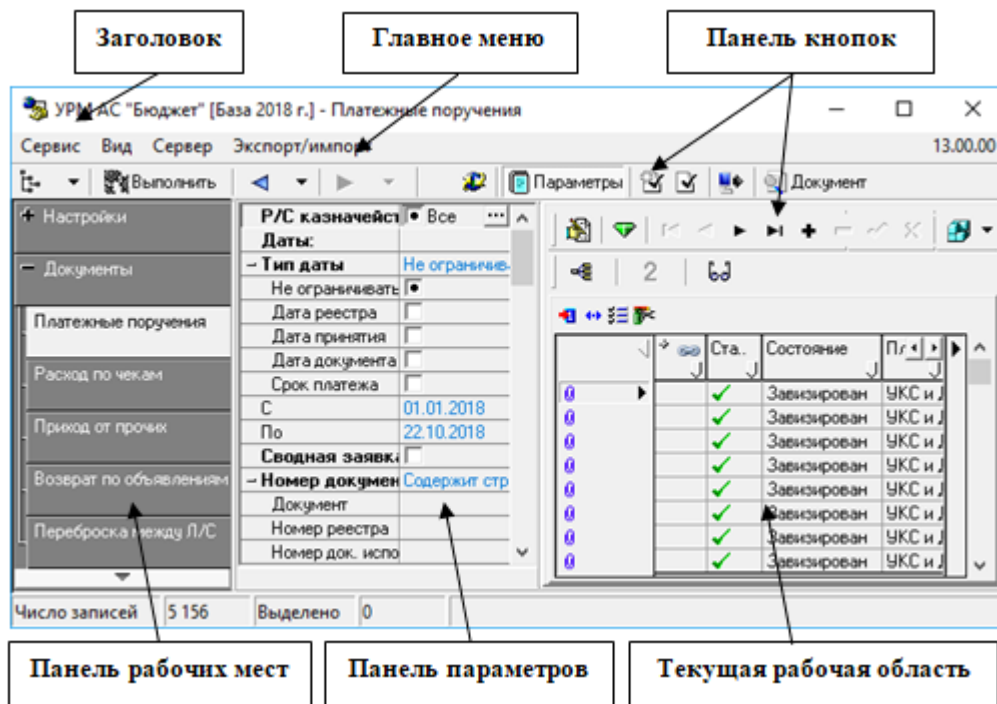 Заголовок
Главное меню
Панель кнопок
УРМ АС "Бюджет" [База 2018 г.] - Платежные поручения
Сервис Вид Сервер Экспорт/импорт 13.00.00
Выполнить Параметры Документ
Настройки
Документы
Платежные поручения
Расход по чекам
Приход от прочих
Возврат по объявлениям
Переброска между Л/С
Р/С казначейст Все ...
Даты:
Тип даты Не ограничив-
Не ограничивать
Дата реестра
Дата принятия
Дата документа
Срок платежа
С 01.01.2018
По 22.10.2018
Сводная заявка
Номер докумен Содержит стр
Документ
Номер реестра
Номер док. испо
2
Ста.. Состояние
Завизирован УКС и
Завизирован УКС и
Завизирован УКС и
Завизирован УКС и
Завизирован УКС и
Завизирован УКС и
Завизирован УКС и
Завизирован УКС и
Число записей 5 156 Выделено 0
Панель рабочих мест
Панель параметров
Текущая рабочая область